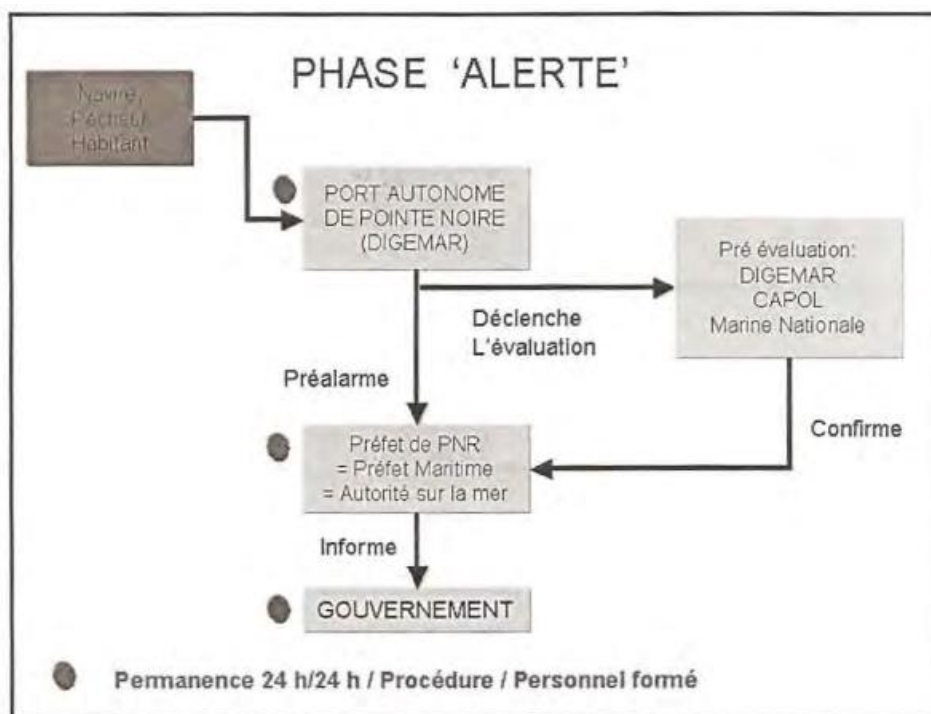 PHASE 'ALERTE'
Navire,
Habitant
PORT AUTONOME
DE POINTE NOIRE
(DIGEMAR)
Pré évaluation:
DIGEMAR
CAPOL
Marine Nationale
Déclenche
L'évaluation
Préalarme
Confirme
Préfet de PNR
= Préfet Maritime
= Autorité sur la mer
Informe
GOUVERNEMENT
Permanence 24 h/24 h / Procédure / Personnel formé